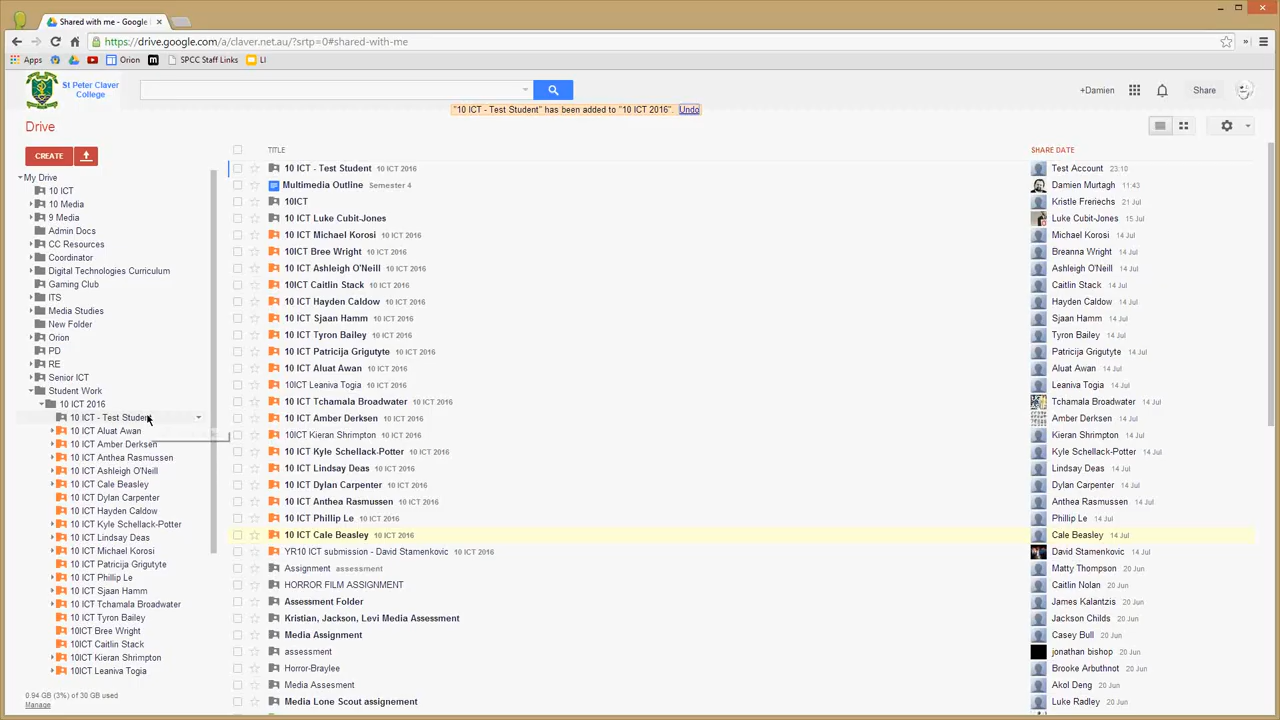 Shared with me - Google
https://drive.google.com/a/claver.net.au/?srtp=0#shared-with-me
Apps Orion SPCC Staff Links LI
St Peter Claver
College
+Damien Share
"10 ICT - Test Student" has been added to "10 ICT 2016". Undo
Drive
CREATE
My Drive
10 ICT
10 Media
9 Media
Admin Docs
CC Resources
Coordinator
Digital Technologies Curriculum
Gaming Club
ITS
Media Studies
New Folder
Orion
PD
RE
Senior ICT
Student Work
10 ICT 2016
10 ICT - Test Student
10 ICT Aluat Awan
10 ICT Amber Derksen
10 ICT Anthea Rasmussen
10 ICT Ashleigh O'Neill
10 ICT Cale Beasley
10 ICT Dylan Carpenter
10 ICT Hayden Caldow
10 ICT Kyle Schellack-Potter
10 ICT Lindsay Deas
10 ICT Michael Korosi
10 ICT Patricija Grigutyte
10 ICT Phillip Le
10 ICT Sjaan Hamm
10 ICT Tchamala Broadwater
10 ICT Tyron Bailey
10ICT Bree Wright
10ICT Caitlin Stack
10ICT Kieran Shrimpton
10ICT Leaniva Togia
0.94 GB (3%) of 30 GB used
Manage
TITLE SHARE DATE
10 ICT - Test Student 10 ICT 2016 Test Account 23:10
Multimedia Outline Semester 4 Damien Murtagh 11:43
10ICT Kristle Freriechs 21 Jul
10 ICT Luke Cubit-Jones Luke Cubit-Jones 15 Jul
10 ICT Michael Korosi 10 ICT 2016 Michael Korosi 14 Jul
10ICT Bree Wright 10 ICT 2016 Breanna Wright 14 Jul
10 ICT Ashleigh O'Neill 10 ICT 2016 Ashleigh O'Neill 14 Jul
10ICT Caitlin Stack 10 ICT 2016 Caitlin Stack 14 Jul
10 ICT Hayden Caldow 10 ICT 2016 Hayden Caldow 14 Jul
10 ICT Sjaan Hamm 10 ICT 2016 Sjaan Hamm 14 Jul
10 ICT Tyron Bailey 10 ICT 2016 Tyron Bailey 14 Jul
10 ICT Patricija Grigutyte 10 ICT 2016 Patricija Grigutyte 14 Jul
10 ICT Aluat Awan 10 ICT 2016 Aluat Awan 14 Jul
10ICT Leaniva Togia 10 ICT 2016 Leaniva Togia 14 Jul
10 ICT Tchamala Broadwater 10 ICT 2016 Tchamala Broadwater 14 Jul
10 ICT Amber Derksen 10 ICT 2016 Amber Derksen 14 Jul
10ICT Kieran Shrimpton 10 ICT 2016 Kieran Shrimpton 14 Jul
10 ICT Kyle Schellack-Potter 10 ICT 2016 Kyle Schellack-Potter 14 Jul
10 ICT Lindsay Deas 10 ICT 2016 Lindsay Deas 14 Jul
10 ICT Dylan Carpenter 10 ICT 2016 Dylan Carpenter 14 Jul
10 ICT Anthea Rasmussen 10 ICT 2016 Anthea Rasmussen 14 Jul
10 ICT Phillip Le 10 ICT 2016 Phillip Le 14 Jul
10 ICT Cale Beasley 10 ICT 2016 Cale Beasley 14 Jul
YR10 ICT submission - David Stamenkovic 10 ICT 2016 David Stamenkovic 14 Jul
Assignment assessment Matty Thompson 20 Jun
HORROR FILM ASSIGNMENT Caitlin Nolan 20 Jun
Assessment Folder James Kalantzis 20 Jun
Kristian, Jackson, Levi Media Assessment Jackson Childs 20 Jun
Media Assignment Casey Bull 20 Jun
assessment jonathan bishop 20 Jun
Horror-Braylee Brooke Arbuthnot 20 Jun
Media Assesment Akol Deng 20 Jun
Media Lone Scout assignement Luke Radley 20 Jun